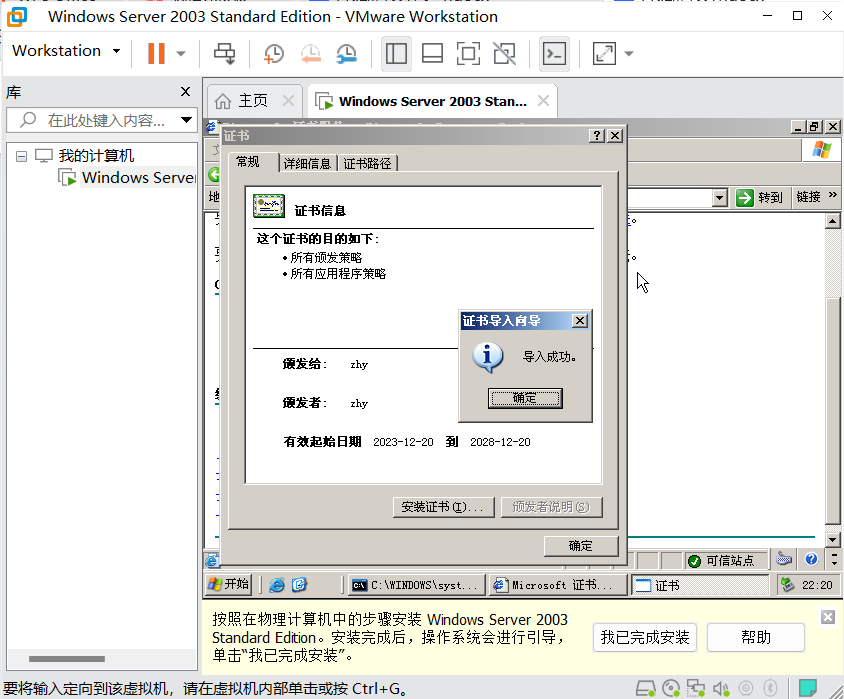 Windows Server 2003 Standard Edition - VMware Workstation
Workstation
库
在此处键入内容...
我的计算机
Windows Server
主页
Windows Server 2003 Stan...
证书
常规
详细信息
证书路径
证书信息
这个证书的目的如下:
•所有颁发策略
•所有应用程序策略
颁发给: zhy
颁发者: zhy
有效起始日期 2023-12-20 到 2028-12-20
安装证书(I)...
颁发者说明(S)
确定
证书导入向导
导入成功。
确定
转到
链接 »
可信站点
开始
C:\WINDOWS\syst...
Microsoft 证书...
证书
22:20
按照在物理计算机中的步骤安装 Windows Server 2003
Standard Edition。安装完成后，操作系统会进行引导，
单击“我已完成安装”。
我已完成安装
帮助
要将输入定向到该虚拟机，请在虚拟机内部单击或按 Ctrl+G。